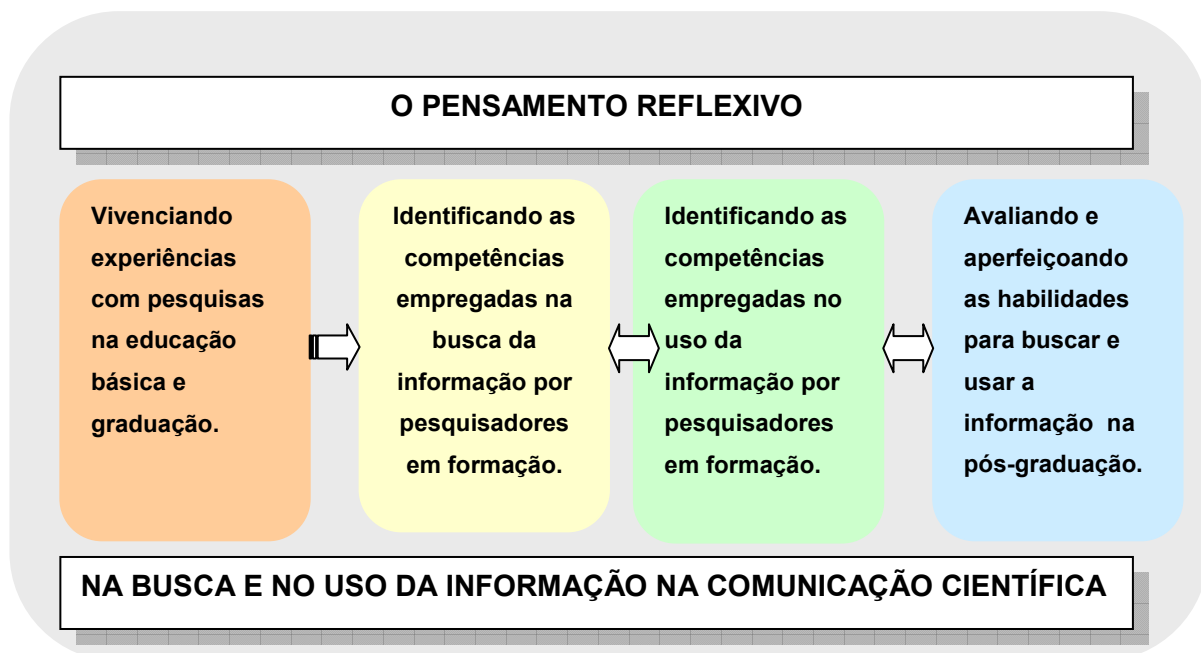 O PENSAMENTO REFLEXIVO
Vivenciando
experiências
com pesquisas
na educação
básica e
graduação.
Identificando as
competências
empregadas na
busca da
informação por
pesquisadores
em formação.
Identificando as
competências
empregadas no
uso da
informação por
pesquisadores
em formação.
Avaliando e
aperfeiçoando
as habilidades
para buscar e
usar a
informação na
pós-graduação.
NA BUSCA E NO USO DA INFORMAÇÃO NA COMUNICAÇÃO CIENTÍFICA